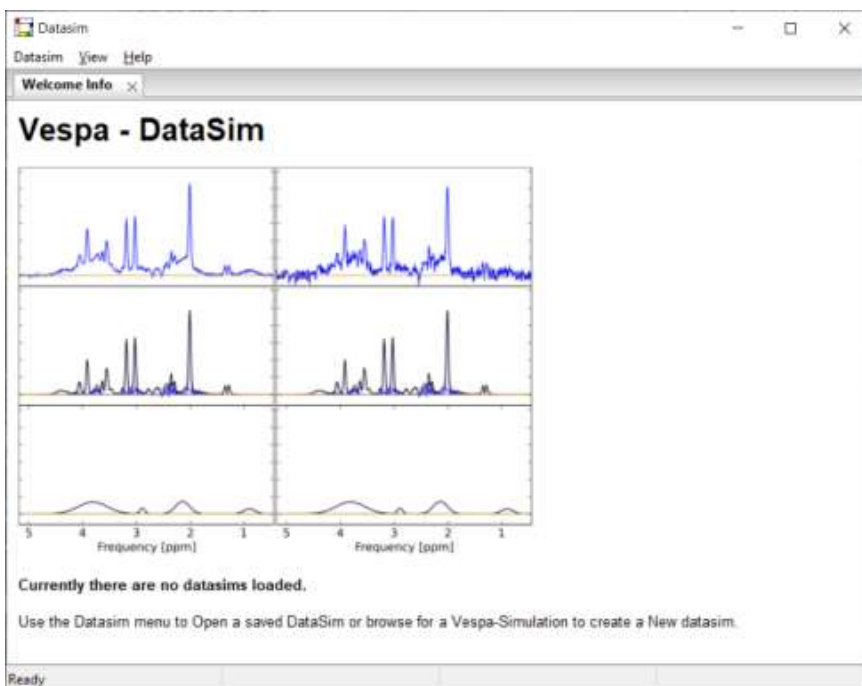 Datasim
Datasim View Help
Welcome Info
Vespa - DataSim
5 4 3 2 1 5 4 3 2 1
Frequency [ppm] Frequency [ppm]
Currently there are no datasims loaded.
Use the Datasim menu to Open a saved DataSim or browse for a Vespa-Simulation to create a New datasim.
Ready